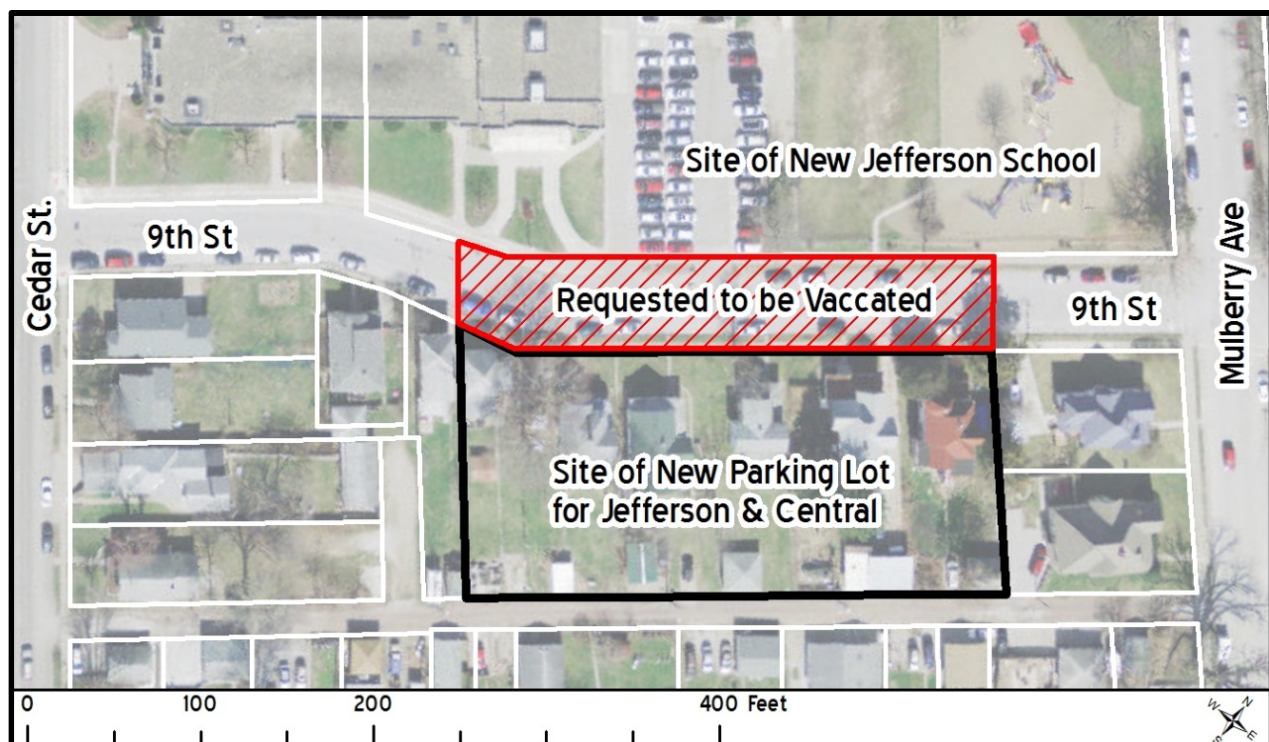 Site of New Jefferson School
9th St
Cedar St.
Requested to be Vaccated
9th St
Mulberry Ave
Site of New Parking Lot
for Jefferson & Central
0 100 200 400 Feet
W N
S E